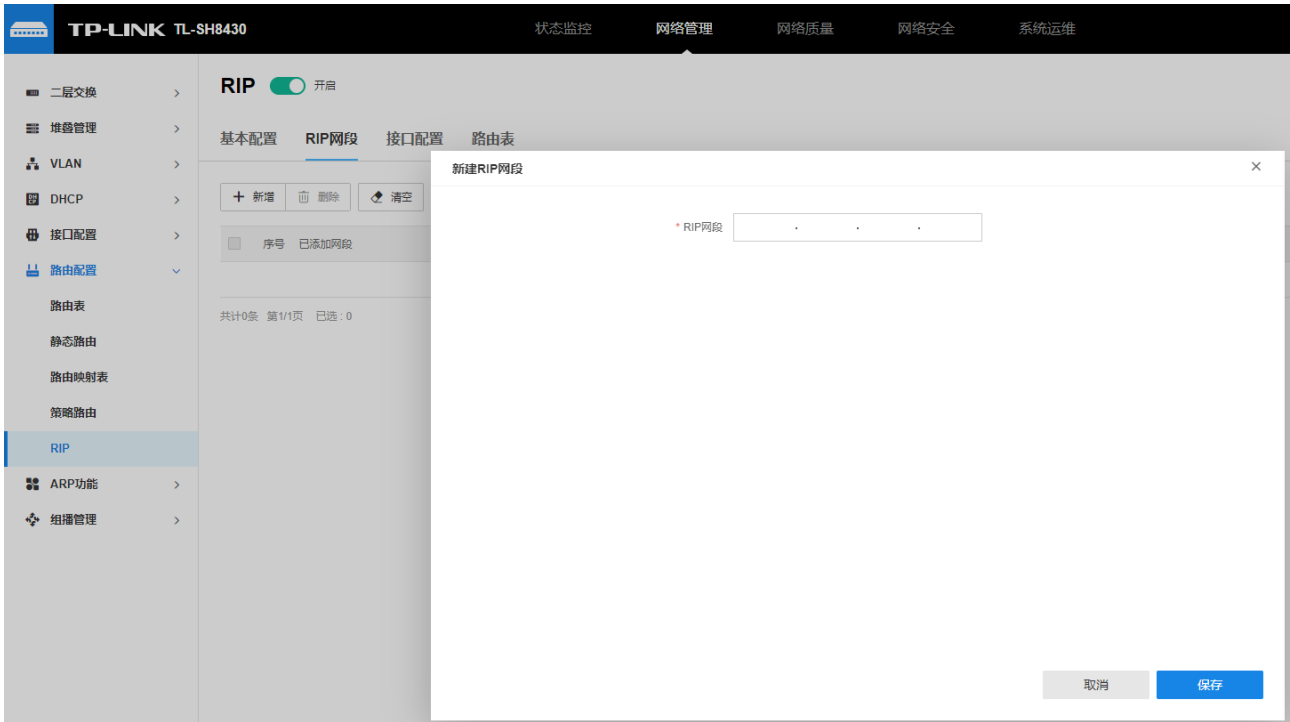 TP-LINK TL-SH8430
状态监控 网络管理 网络质量 网络安全 系统运维
二层交换
堆叠管理
VLAN
DHCP
接口配置
路由配置
路由表
静态路由
路由映射表
策略路由
RIP
ARP功能
组播管理
RIP 开启
基本配置 RIP网段 接口配置 路由表
新增 删除 清空
序号 已添加网段
共计0条 第1/1页 已选 : 0
新建RIP网段
* RIP网段 . . .
取消 保存